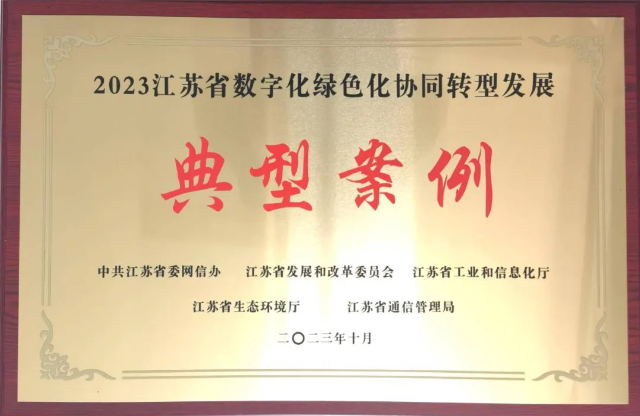 2023江苏省数字化绿色化协同转型发展
典型案例
中共江苏省委网信办 江苏省发展和改革委员会 江苏省工业和信息化厅
江苏省生态环境厅 江苏省通信管理局
二〇二三年十月